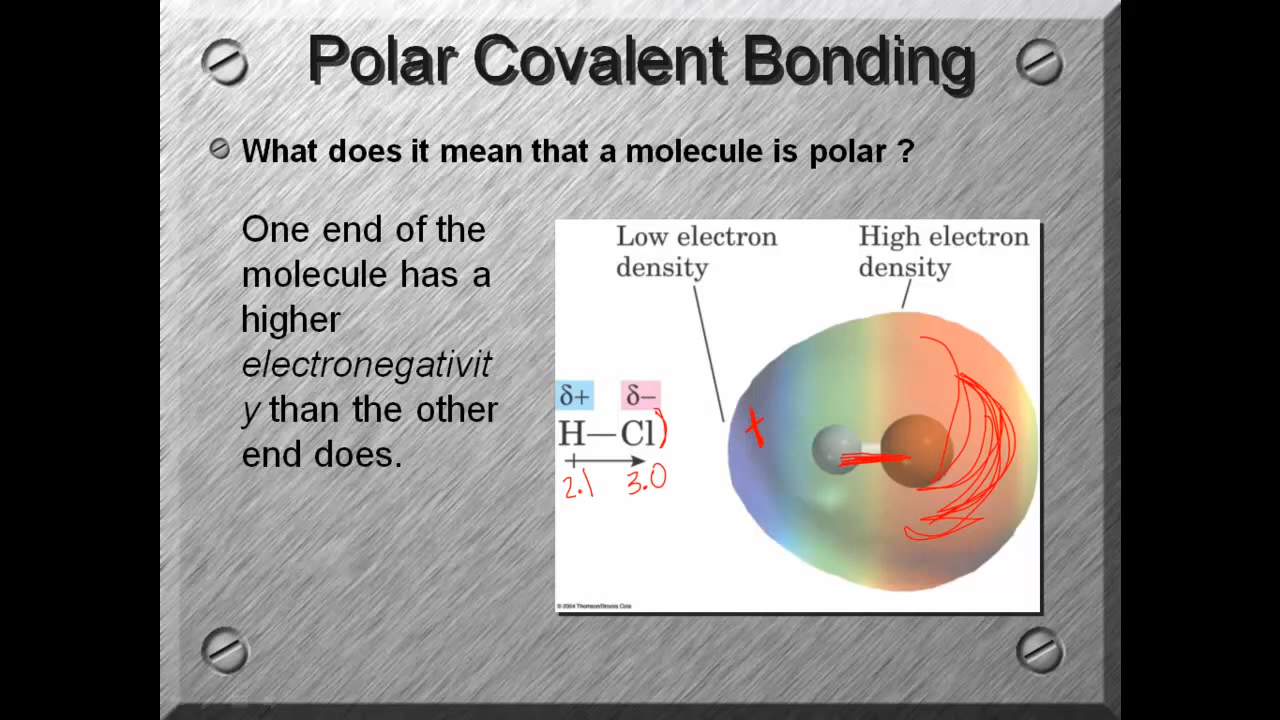 Polar Covalent Bonding
What does it mean that a molecule is polar ?
One end of the
molecule has a
higher
electronegativit
y than the other
end does.
Low electron
density
High electron
density
δ+ δ−
H—Cl)
2.1 3.0
+
© 2004 Thomson/Brooks Cole